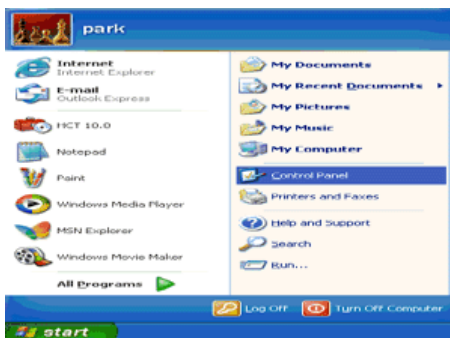 park
Internet
Internet Explorer
E-mail
Outlook Express
HCT 10.0
Notepad
Paint
Windows Media Player
MSN Explorer
Windows Movie Maker
All Programs
My Documents
My Recent Documents
My Pictures
My Music
My Computer
Control Panel
Printers and Faxes
Help and Support
Search
Run...
Log Off
Turn Off Computer
start